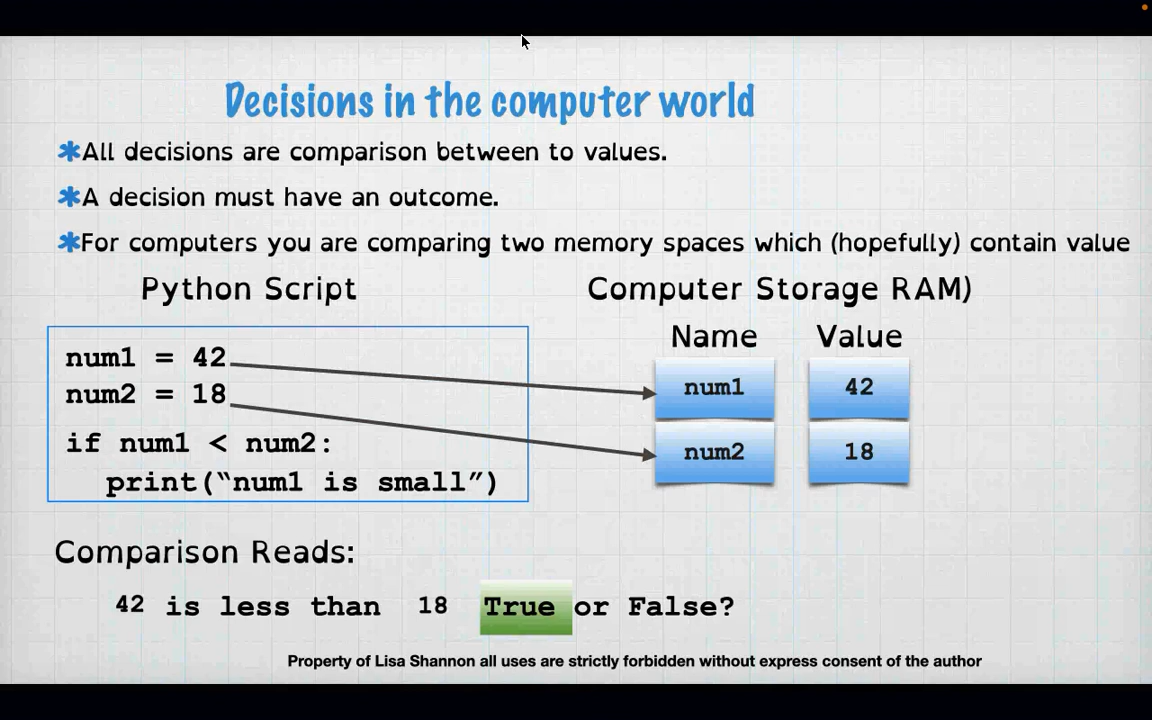 Decisions in the computer world
All decisions are comparison between to values.
A decision must have an outcome.
For computers you are comparing two memory spaces which (hopefully) contain value
Python Script
Computer Storage RAM)
Name Value
num1 = 42
num1 42
num2 = 18
if num1 < num2:
num2 18
print(“num1 is small”)
Comparison Reads:
42 is less than 18 True or False?
Property of Lisa Shannon all uses are strictly forbidden without express consent of the author